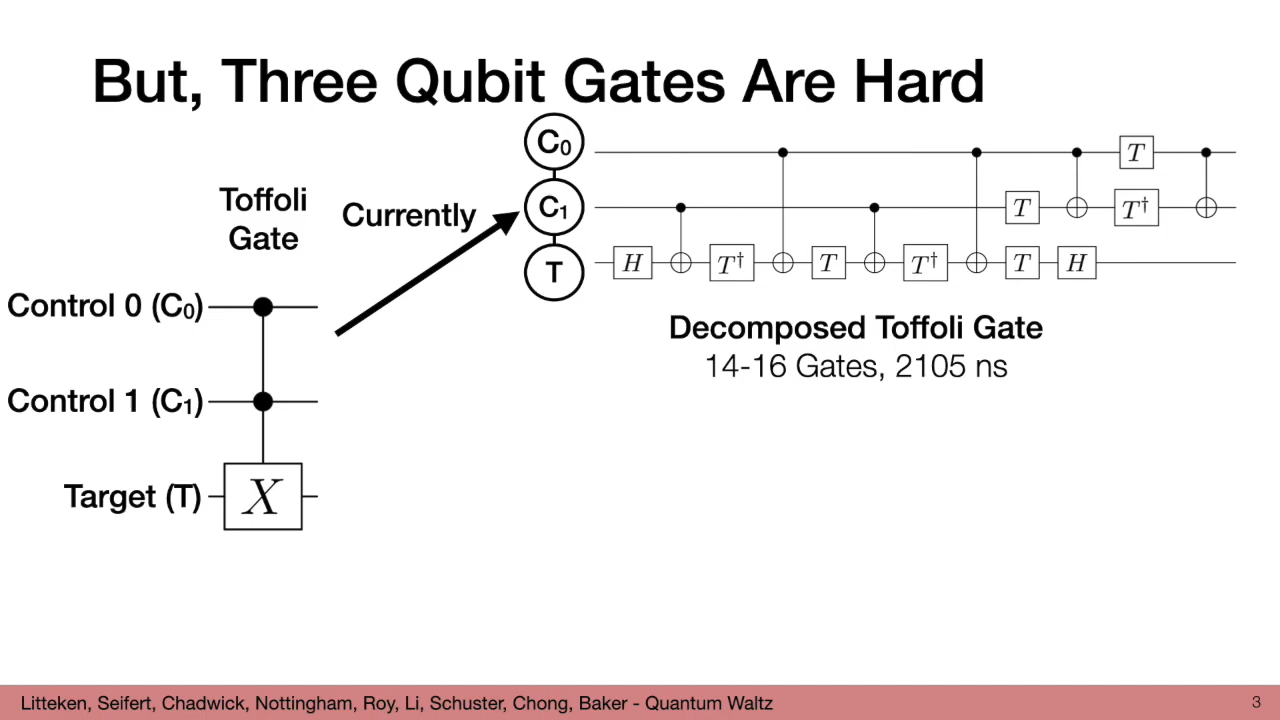 But, Three Qubit Gates Are Hard
Toffoli
Gate
Currently
Control 0 (C₀)
Control 1 (C₁)
Target (T)
X
C₀
C₁
T
T
T T†
H T† T T† T H
Decomposed Toffoli Gate
14-16 Gates, 2105 ns
Litteken, Seifert, Chadwick, Nottingham, Roy, Li, Schuster, Chong, Baker - Quantum Waltz
3